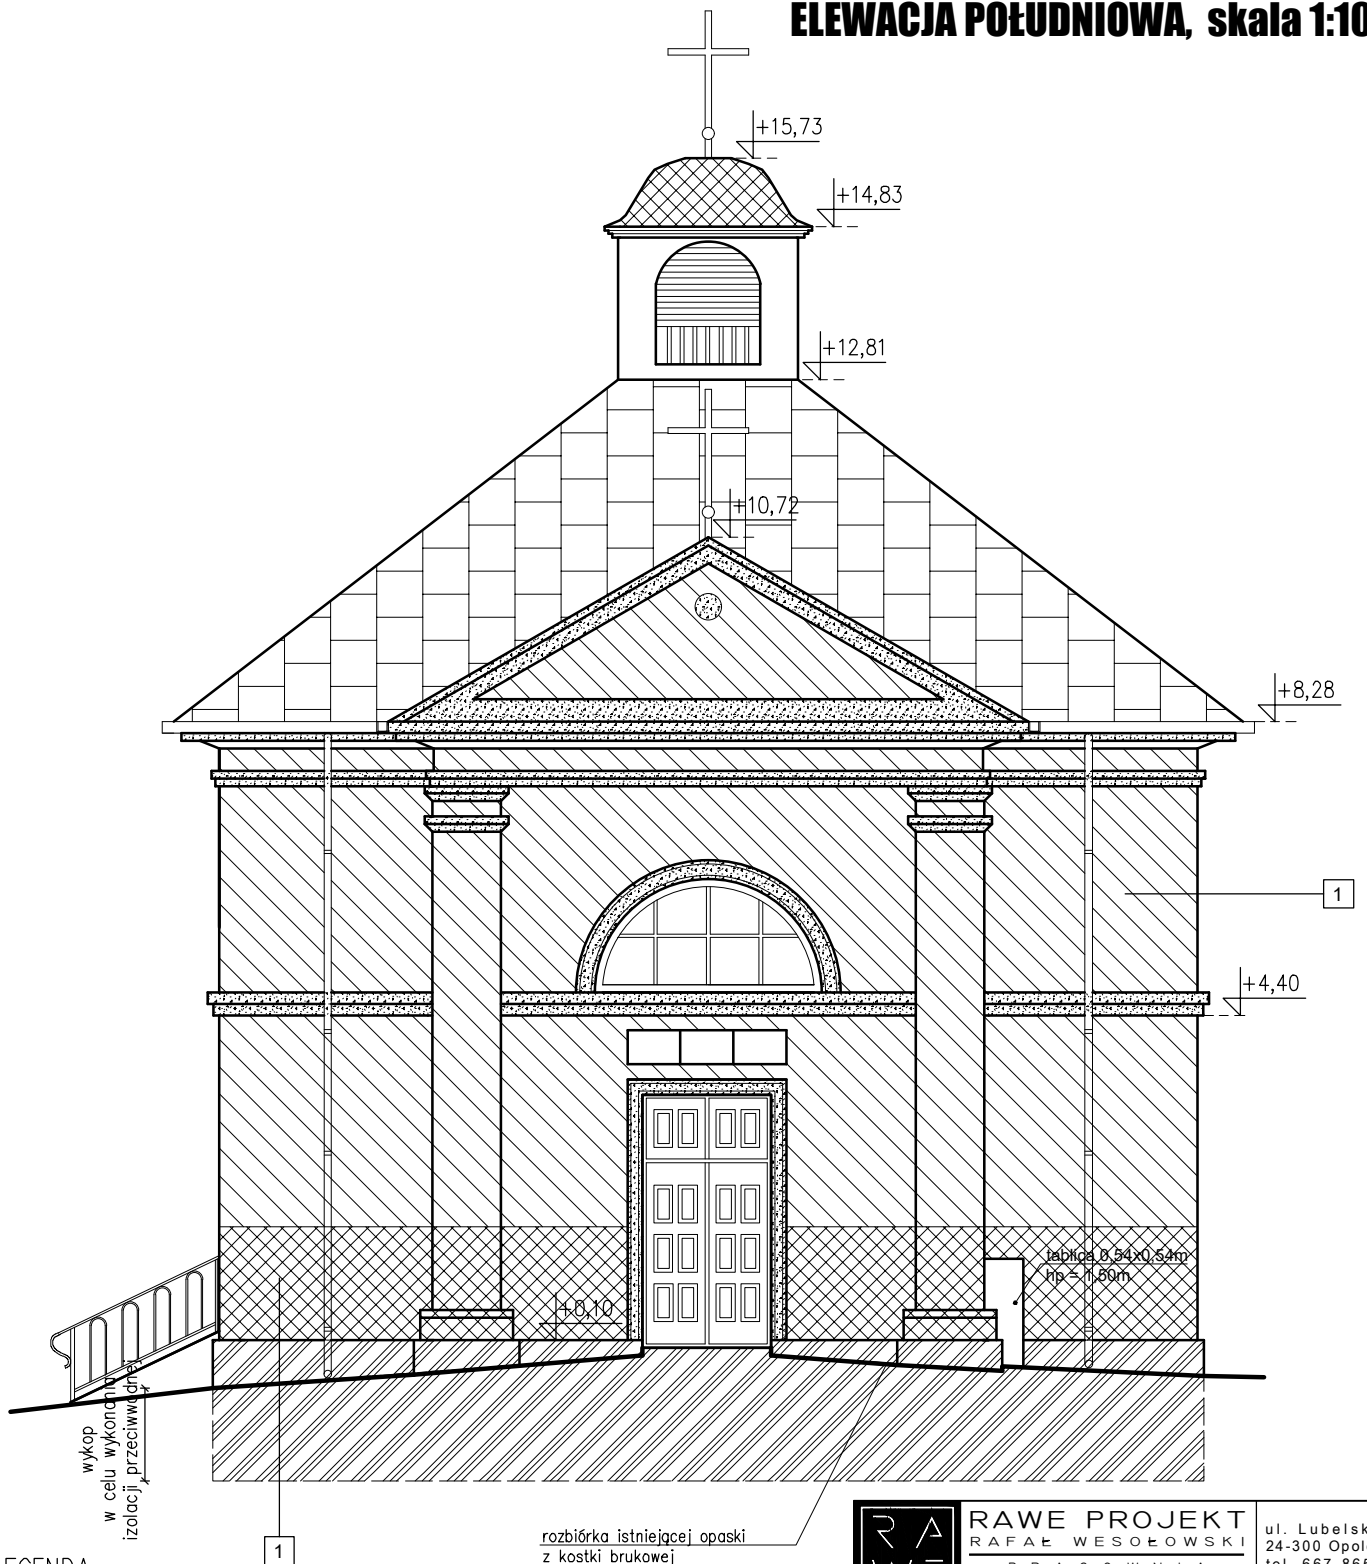 ELEWACJA POŁUDNIOWA, skala 1:10
+15,73
+14,83
+12,81
+10,72
+8,28
1
+4,40
tablica 0,54x0,54m
hp = 1,50m
+0,10
wykop
w celu wykonania
izolacji przeciwwodnej
1
rozbiórka istniejącej opaski
z kostki brukowej
RAWE PROJEKT
RAFAŁ WESOŁOWSKI
ul. Lubelsk
24-300 Opol